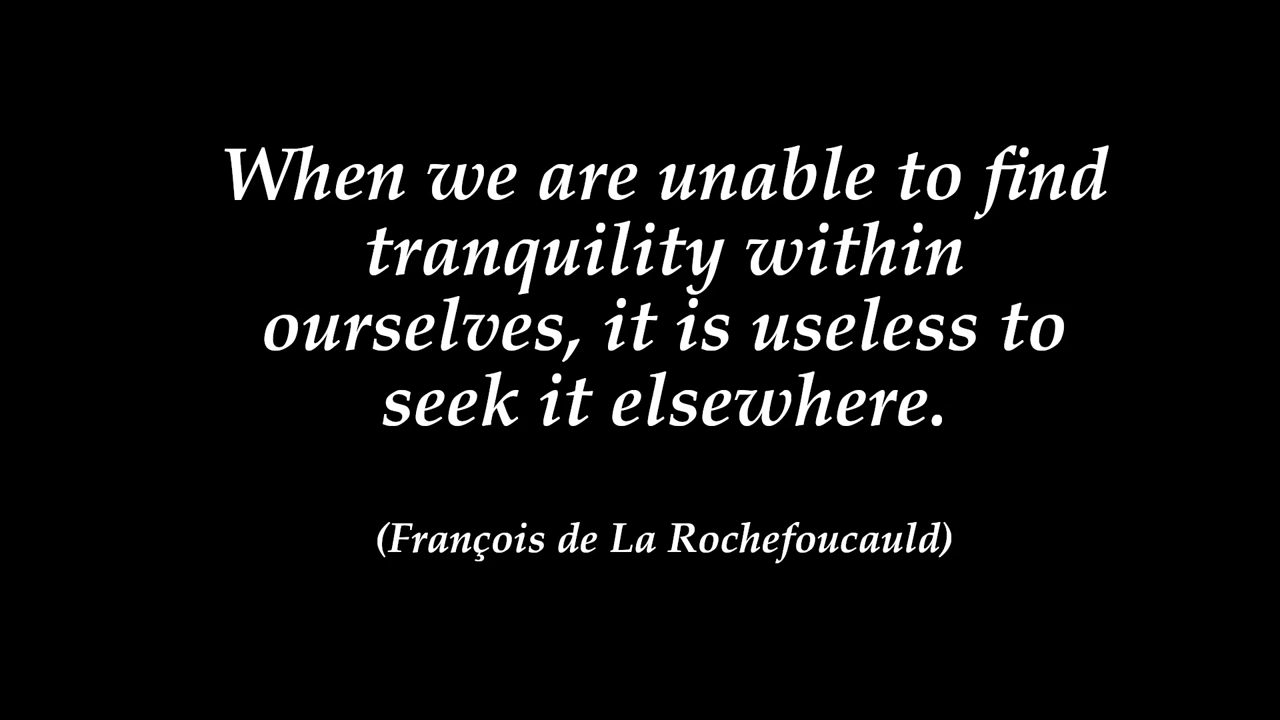 When we are unable to find
tranquility within
ourselves, it is useless to
seek it elsewhere.
(François de La Rochefoucauld)